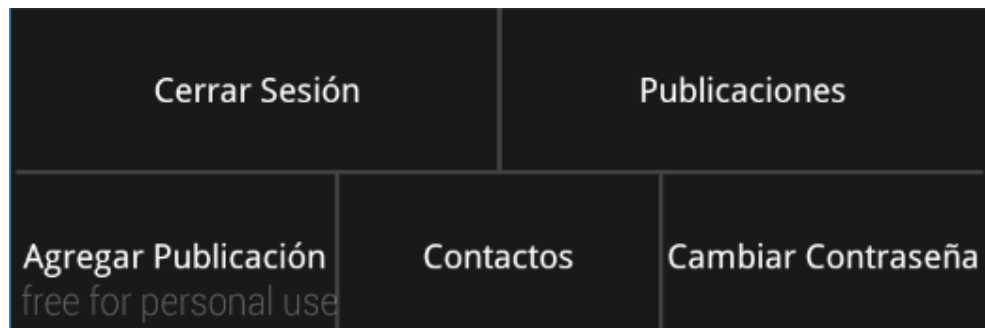 Cerrar Sesión
Publicaciones
Agregar Publicación
Contactos
Cambiar Contraseña
free for personal use